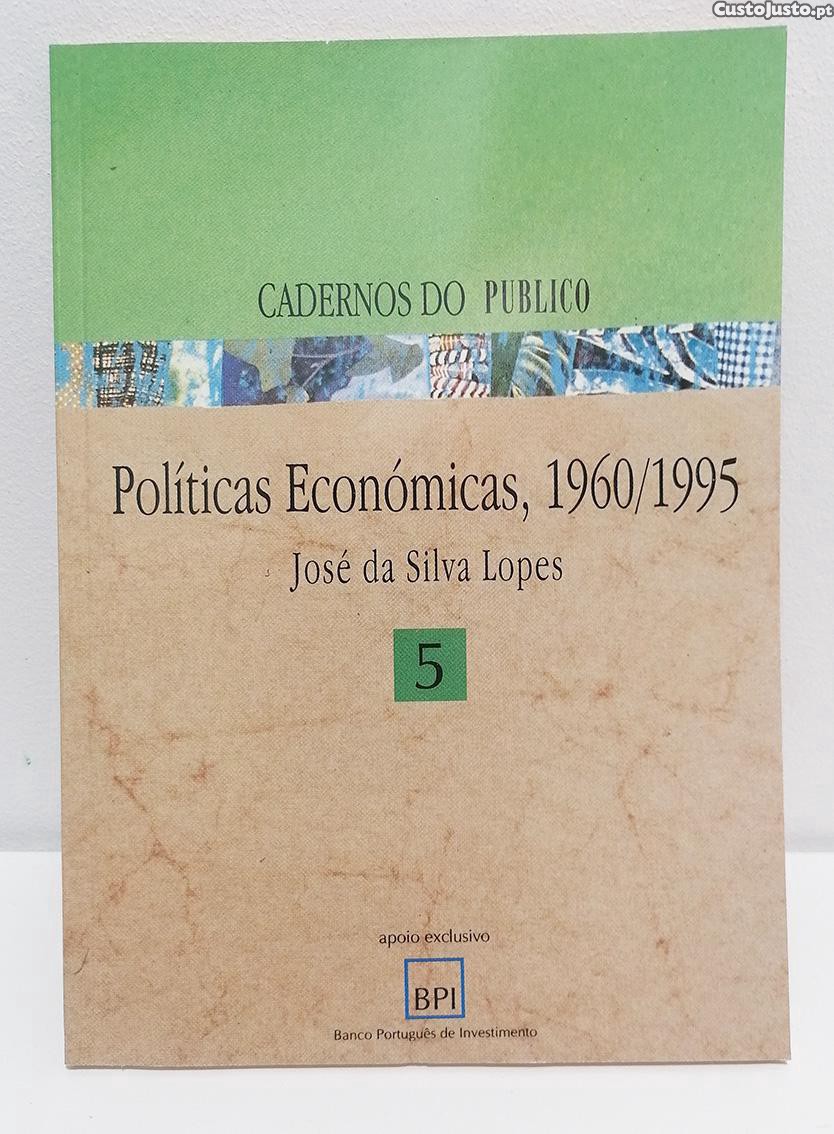 CustoJusto.pt
CADERNOS DO PUBLICO
Políticas Económicas, 1960/1995
José da Silva Lopes
5
apoio exclusivo
BPI
Banco Português de Investimento